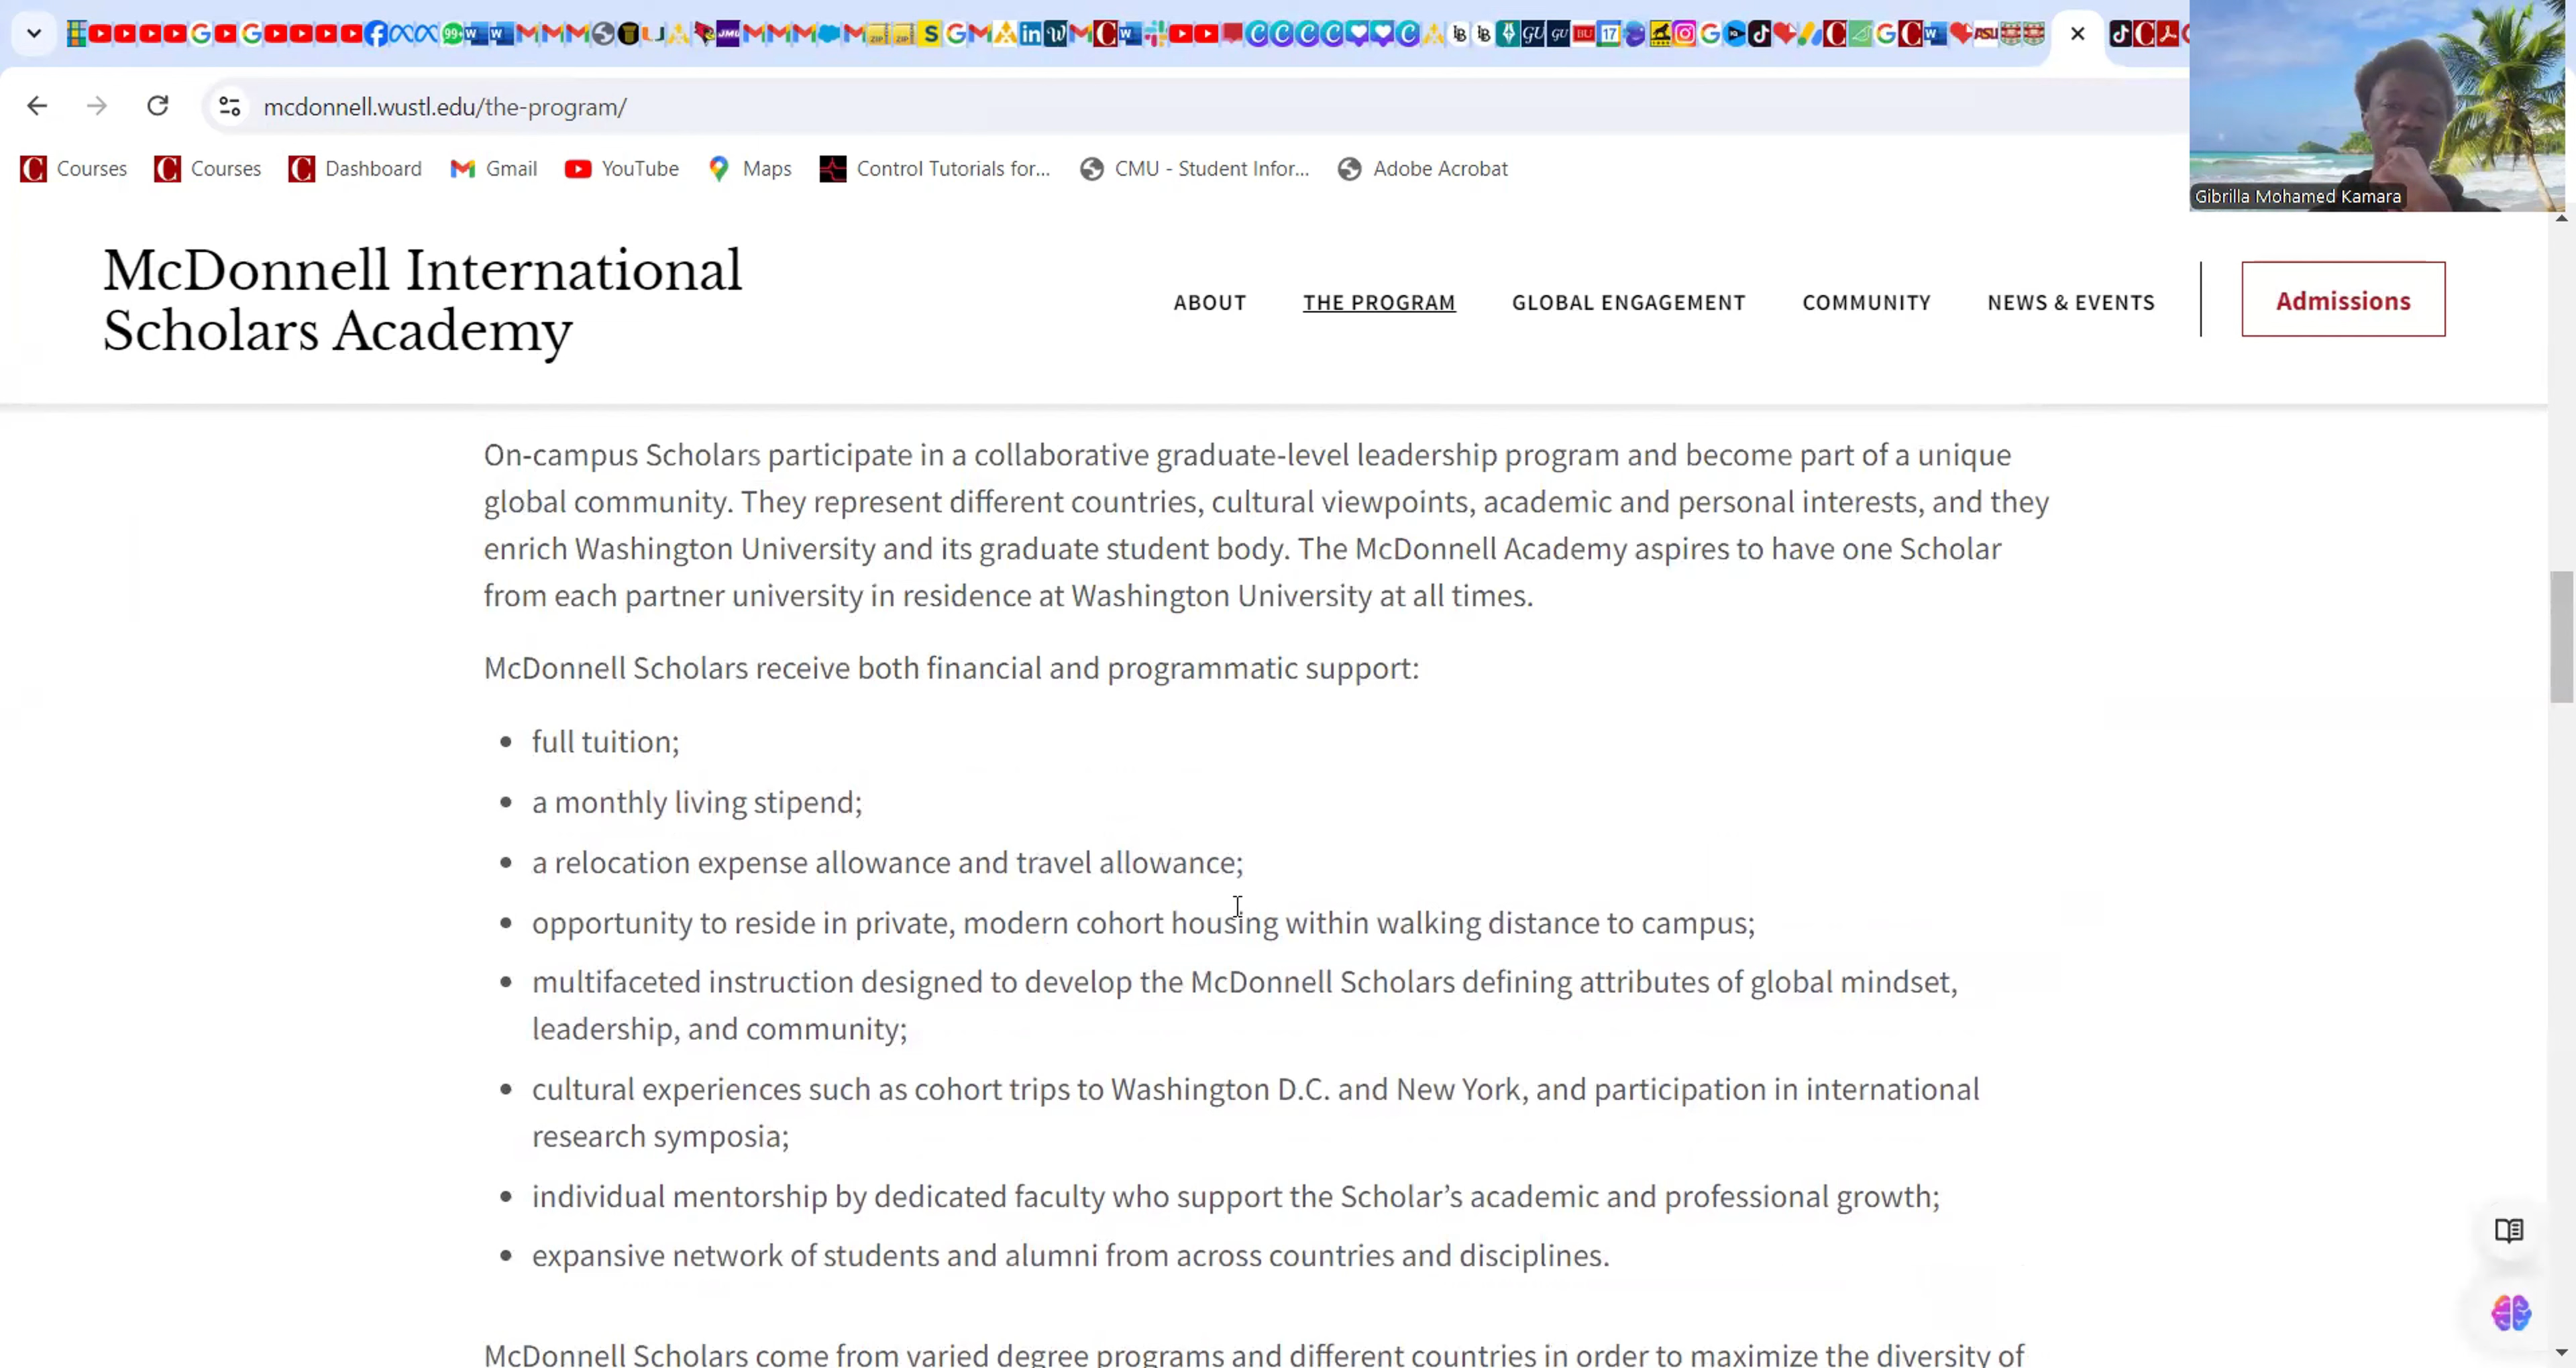 mcdonnell.wustl.edu/the-program/
Courses Courses Dashboard Gmail YouTube Maps Control Tutorials for... CMU - Student Infor... Adobe Acrobat
Gibrilla Mohamed Kamara
McDonnell International
Scholars Academy
ABOUT THE PROGRAM GLOBAL ENGAGEMENT COMMUNITY NEWS & EVENTS Admissions
On-campus Scholars participate in a collaborative graduate-level leadership program and become part of a unique
global community. They represent different countries, cultural viewpoints, academic and personal interests, and they
enrich Washington University and its graduate student body. The McDonnell Academy aspires to have one Scholar
from each partner university in residence at Washington University at all times.
McDonnell Scholars receive both financial and programmatic support:
• full tuition;
• a monthly living stipend;
• a relocation expense allowance and travel allowance;
• opportunity to reside in private, modern cohort housing within walking distance to campus;
• multifaceted instruction designed to develop the McDonnell Scholars defining attributes of global mindset,
leadership, and community;
• cultural experiences such as cohort trips to Washington D.C. and New York, and participation in international
research symposia;
• individual mentorship by dedicated faculty who support the Scholar’s academic and professional growth;
• expansive network of students and alumni from across countries and disciplines.
McDonnell Scholars come from varied degree programs and different countries in order to maximize the diversity of